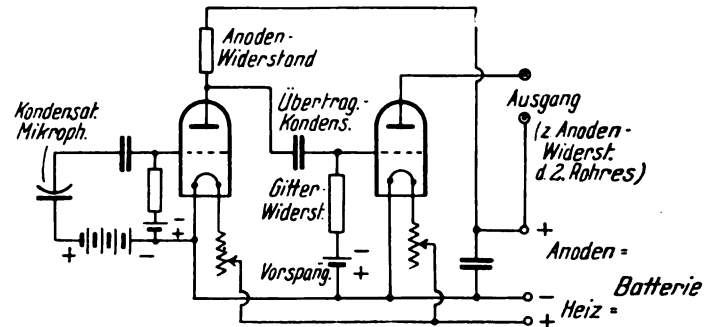 Anoden-
Widerstand
Kondensat.
Mikroph.
Übertrag.-
Kondens.
Ausgang
(z Anoden-
Widerst.
d. 2. Rohres)
Gitter-
Widerst.
- +
+ -
Vorspang.
- +
+
Anoden =
Batterie
-
Heiz =
+